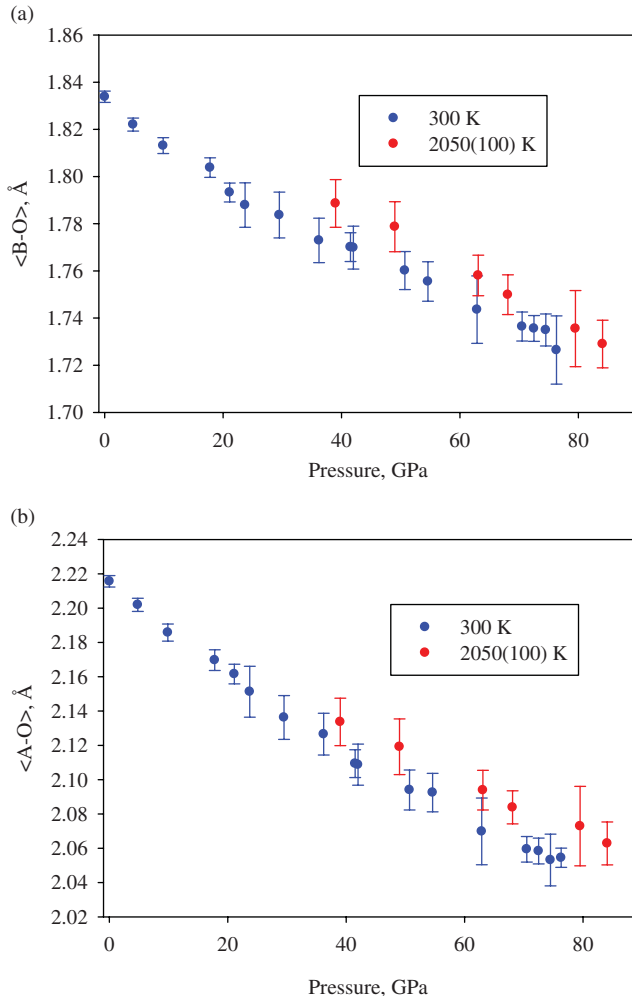 (a)
1.86
1.84
1.82
1.80
1.78
1.76
1.74
1.72
1.70
<B-O>, Å
300 K
2050(100) K
0 20 40 60 80
Pressure, GPa
(b)
2.24
2.22
2.20
2.18
2.16
2.14
2.12
2.10
2.08
2.06
2.04
2.02
<A-O>, Å
300 K
2050(100) K
0 20 40 60 80
Pressure, GPa